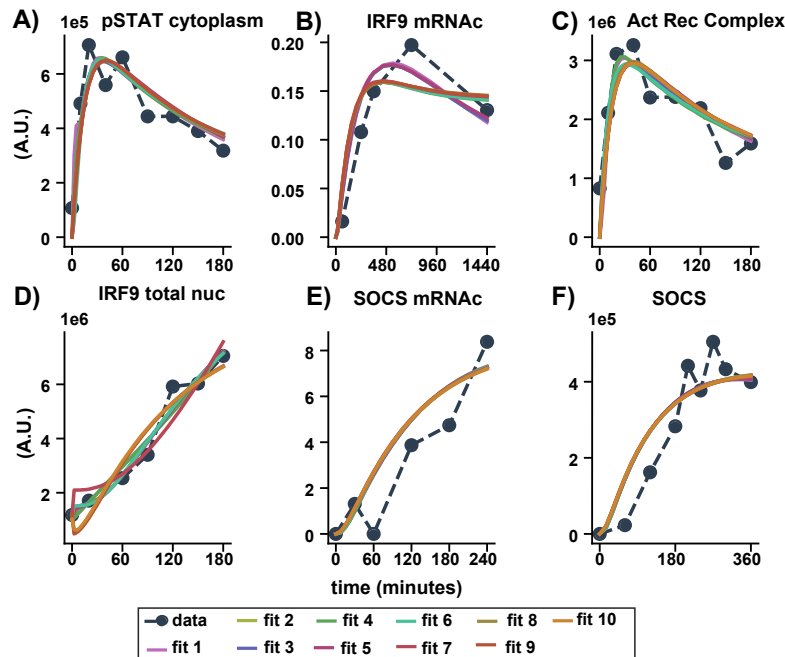 A) pSTAT cytoplasm
1e5
6
4
2
0
0 60 120 180
(A.U.)
B) IRF9 mRNAc
0.20
0.15
0.10
0.05
0.00
0 480 960 1440
C) Act Rec Complex
1e6
3
2
1
0
0 60 120 180
D) IRF9 total nuc
1e6
6
4
2
0 60 120 180
(A.U.)
E) SOCS mRNAc
8
6
4
2
0
0 60 120 180 240
F) SOCS
1e5
4
2
0
0 180 360
time (minutes)
data fit 2 fit 4 fit 6 fit 8 fit 10
fit 1 fit 3 fit 5 fit 7 fit 9